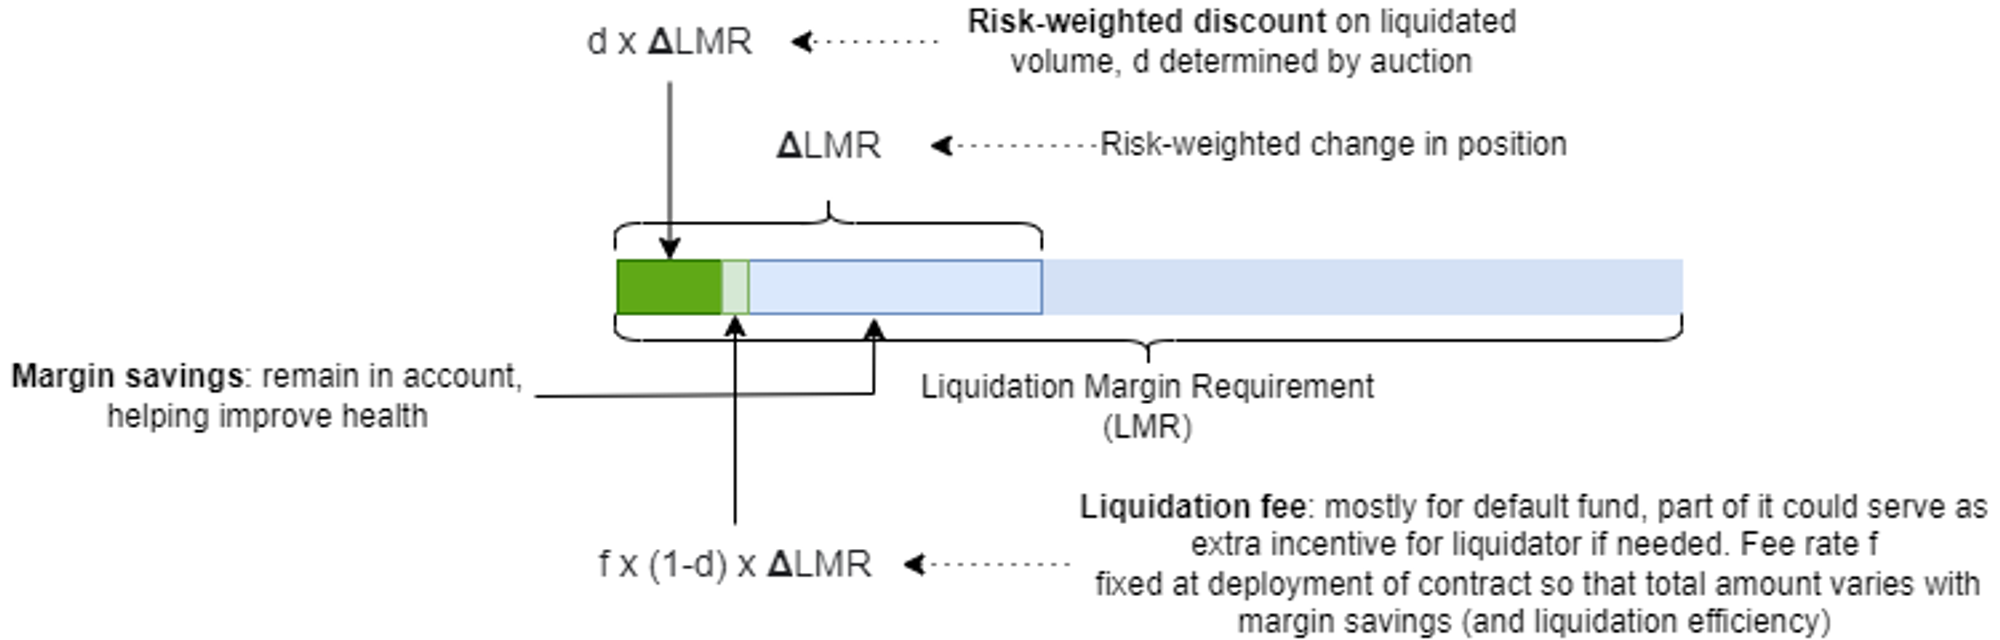 d x ΔLMR
Risk-weighted discount on liquidated
volume, d determined by auction
ΔLMR
Risk-weighted change in position
Margin savings: remain in account,
helping improve health
Liquidation Margin Requirement
(LMR)
f x (1-d) x ΔLMR
Liquidation fee: mostly for default fund, part of it could serve as
extra incentive for liquidator if needed. Fee rate f
fixed at deployment of contract so that total amount varies with
margin savings (and liquidation efficiency)